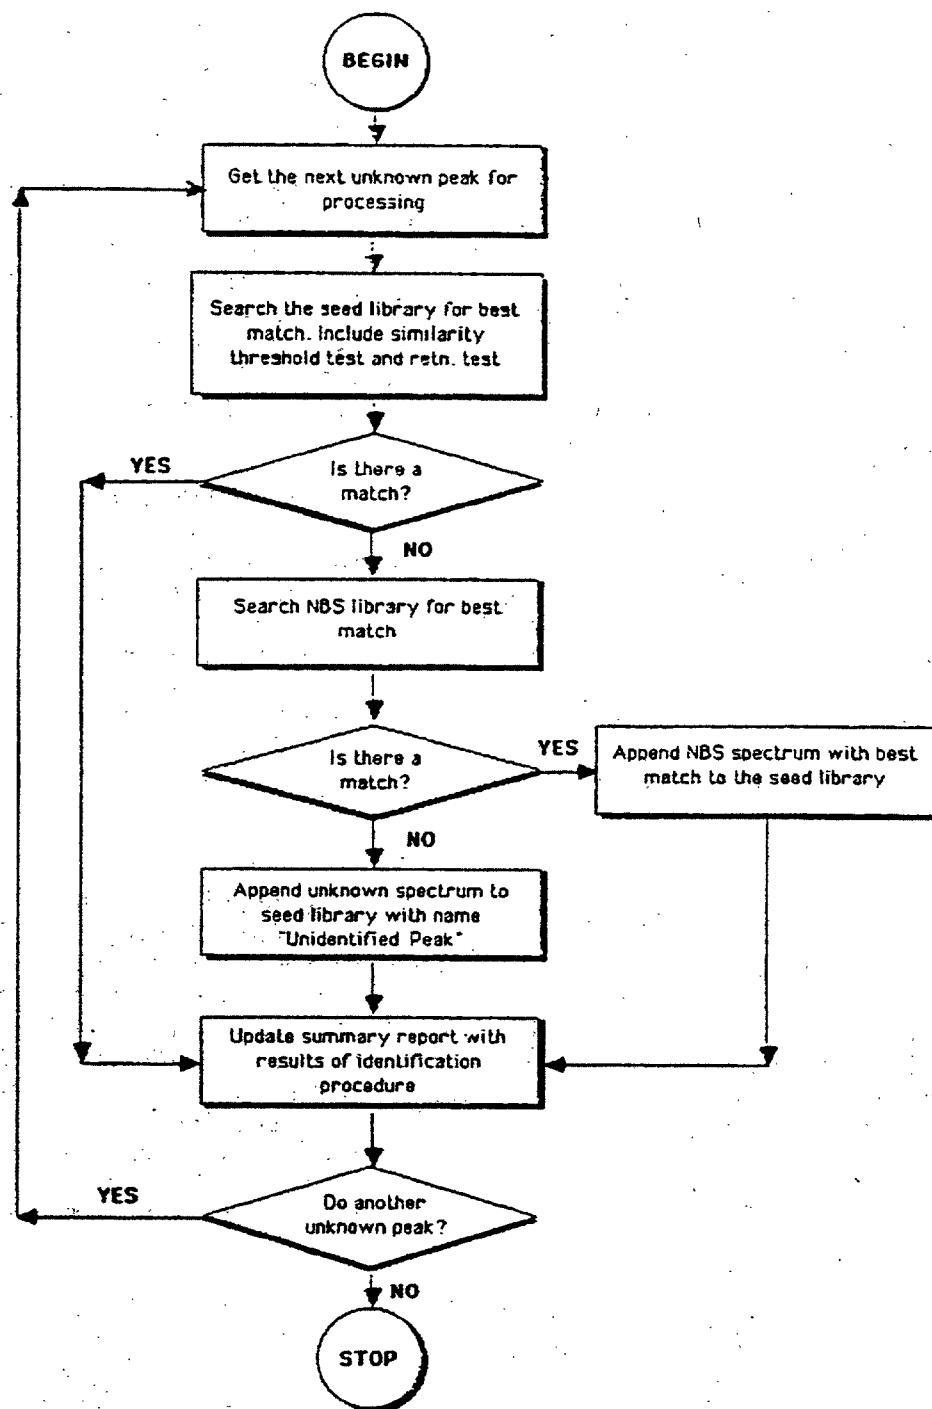 BEGIN
Get the next unknown peak for
processing
Search the seed library for best
match. Include similarity
threshold test and retn. test
YES
Is there a
match?
NO
Search NBS library for best
match
Is there a
match?
YES
Append NBS spectrum with best
match to the seed library
NO
Append unknown spectrum to
seed library with name
"Unidentified Peak"
Update summary report with
results of identification
procedure
YES
Do another
unknown peak?
NO
STOP